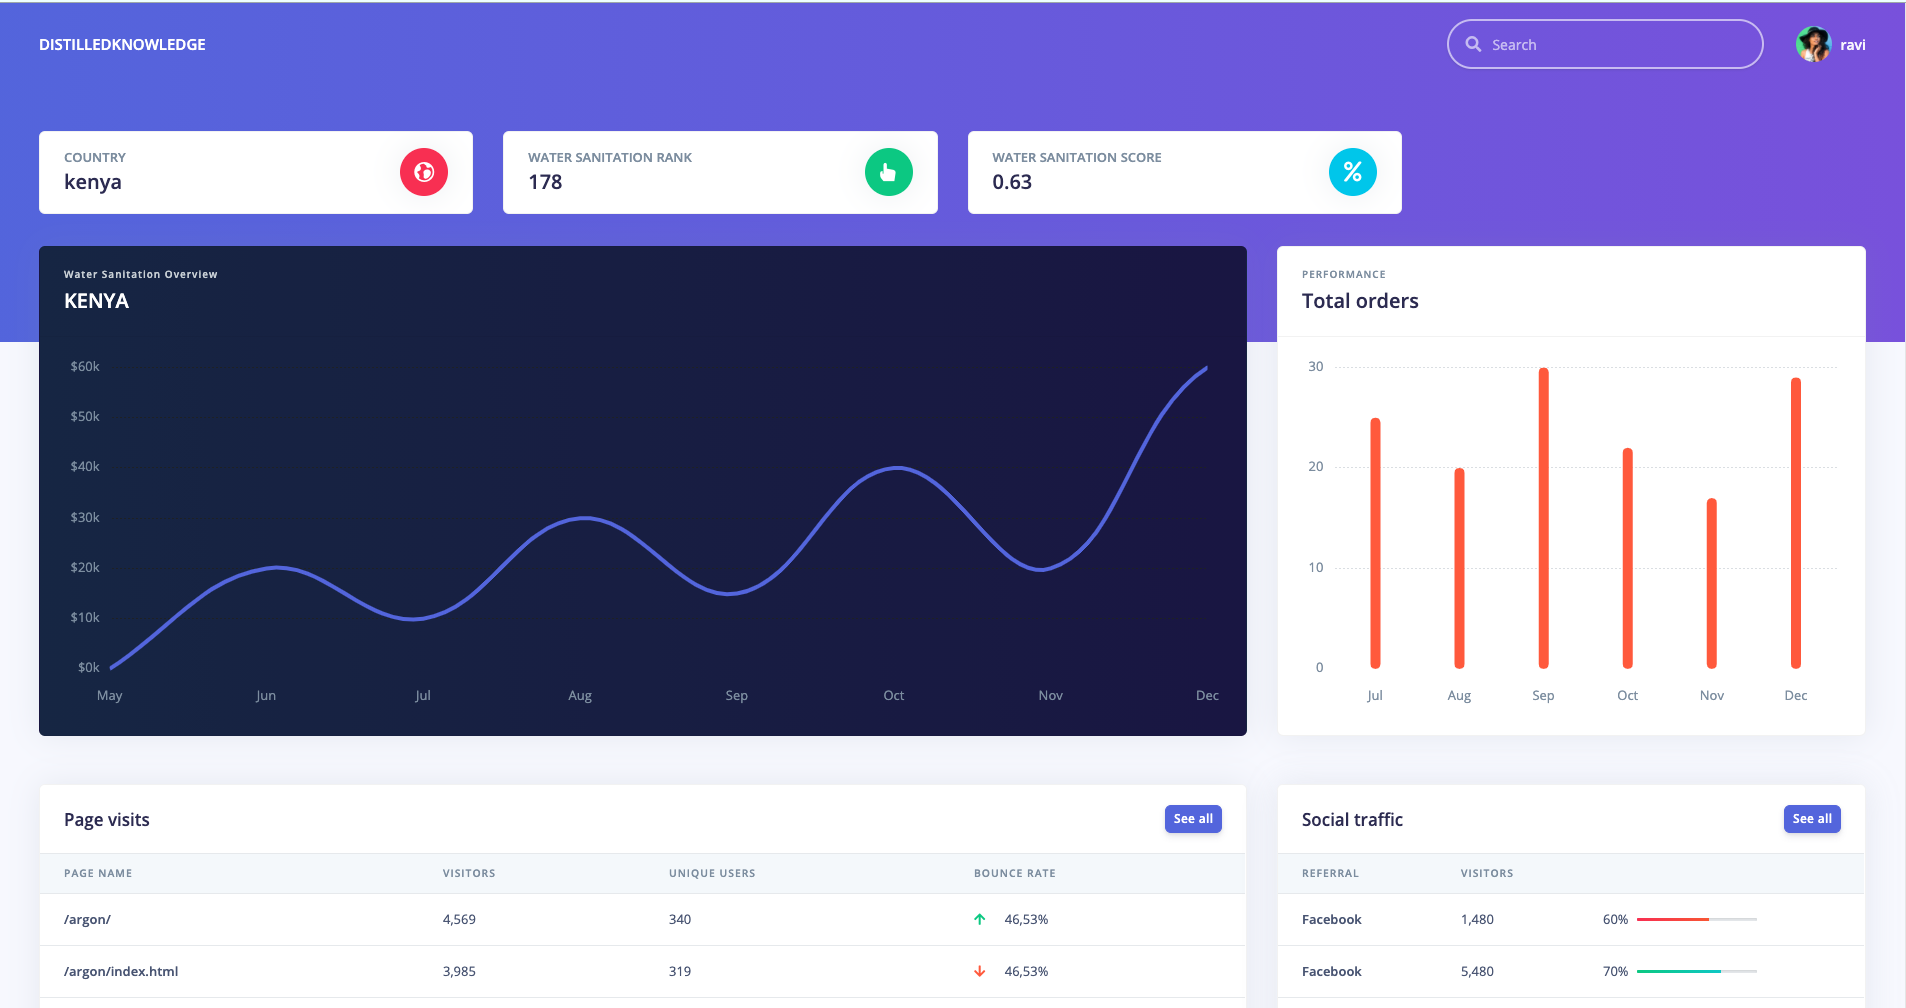 DISTILLEDKNOWLEDGE
Search
ravi
COUNTRY
kenya
WATER SANITATION RANK
178
WATER SANITATION SCORE
0.63
Water Sanitation Overview
KENYA
$60k
$50k
$40k
$30k
$20k
$10k
$0k
May Jun Jul Aug Sep Oct Nov Dec
PERFORMANCE
Total orders
30
20
10
0
Jul Aug Sep Oct Nov Dec
Page visits
See all
PAGE NAME VISITORS UNIQUE USERS BOUNCE RATE
/argon/ 4,569 340 46,53%
/argon/index.html 3,985 319 46,53%
Social traffic
See all
REFERRAL VISITORS
Facebook 1,480 60%
Facebook 5,480 70%